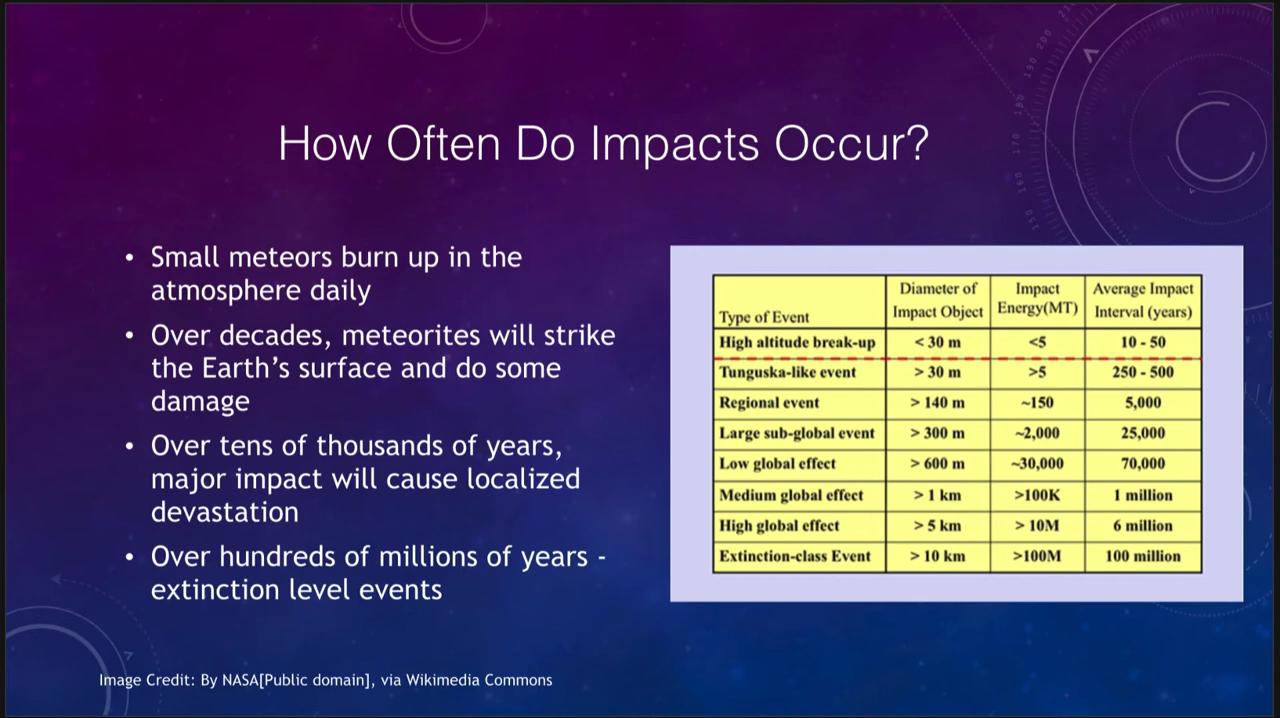 How Often Do Impacts Occur?
• Small meteors burn up in the
atmosphere daily
• Over decades, meteorites will strike
the Earth’s surface and do some
damage
• Over tens of thousands of years,
major impact will cause localized
devastation
• Over hundreds of millions of years -
extinction level events
Type of Event Diameter of Impact Object Impact Energy(MT) Average Impact Interval (years)
High altitude break-up < 30 m <5 10 - 50
Tunguska-like event > 30 m >5 250 - 500
Regional event > 140 m ~150 5,000
Large sub-global event > 300 m ~2,000 25,000
Low global effect > 600 m ~30,000 70,000
Medium global effect > 1 km >100K 1 million
High global effect > 5 km > 10M 6 million
Extinction-class Event > 10 km >100M 100 million
Image Credit: By NASA[Public domain], via Wikimedia Commons
200
190
180
170
160
150